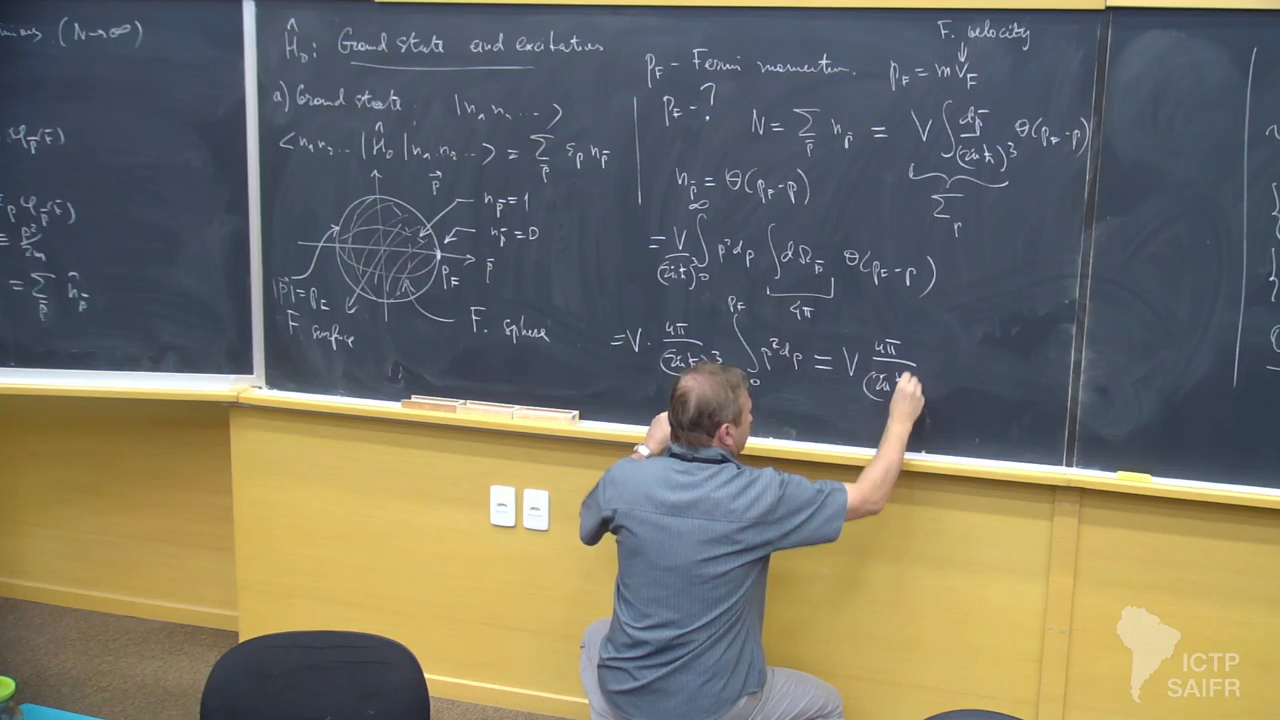 (N→∞)
φ_p̄(r̄)
φ_p̄(r̄)
= p²/2m
= Σ_p̄ n̂_p̄
Ĥ₀: Ground state and excitations
a) Ground state: |n₁ n₂ ...⟩
⟨n₁ n₂ ... |Ĥ₀| n₁ n₂ ...⟩ = Σ_p̄ ε_p n_p̄
p̄
n_p̄ = 1
n_p̄ = 0
p̄
p_F
|p̄| = p_F
F surface
F. sphere
F. velocity
p_F - Fermi momentum. p_F = m v_F
p_F - ?
N = Σ_p̄ n_p̄ = V ∫ dp̄/(2πħ)³ Θ(p_F - p)
Σ_p
n_p̄ = Θ(p_F - p)
= V/(2πħ)³ ∫₀^∞ p² dp ∫ dΩ_p̄ Θ(p_F - p)
4π
= V · 4π/(2πħ)³ ∫₀^{p_F} p² dp = V 4π/(2πħ
ICTP
SAIFR